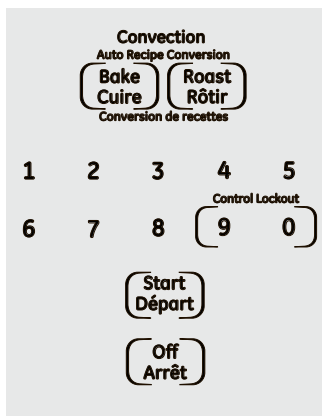 Convection
Auto Recipe Conversion
Bake Roast
Cuire Rôtir
Conversion de recettes
1 2 3 4 5
Control Lockout
6 7 8 9 0
Start
Départ
Off
Arrêt